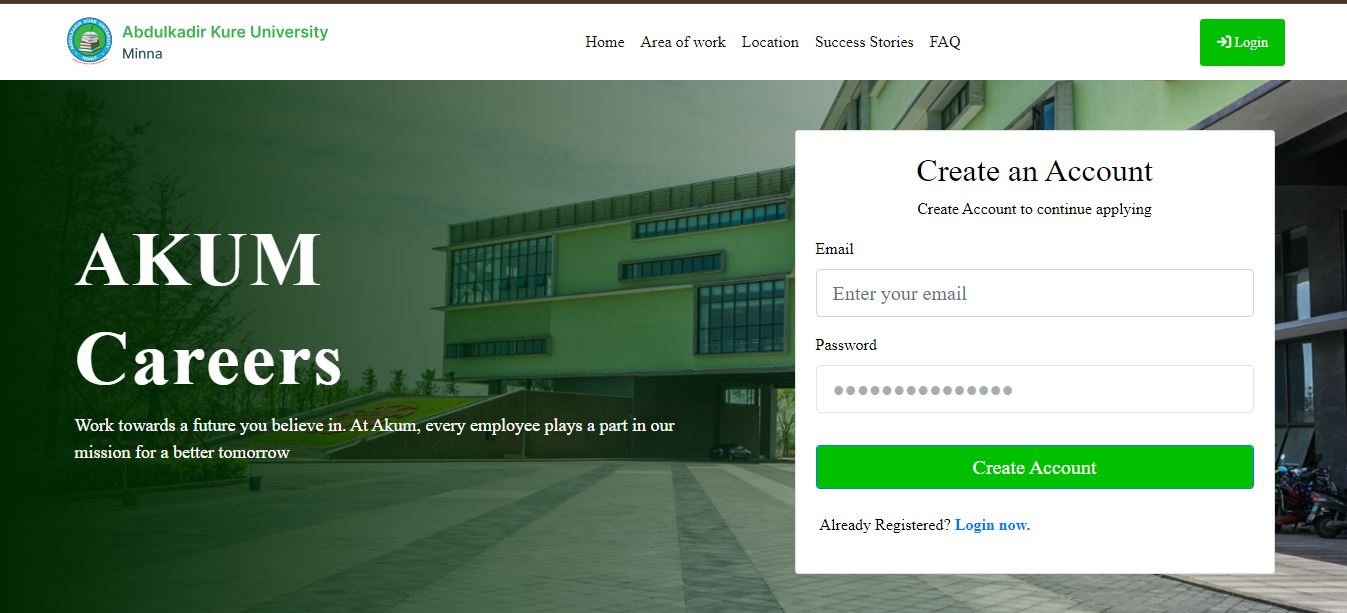 Abdulkadir Kure University
Minna
Home Area of work Location Success Stories FAQ
Login
AKUM
Careers
Work towards a future you believe in. At Akum, every employee plays a part in our
mission for a better tomorrow
Create an Account
Create Account to continue applying
Email
Enter your email
Password
Create Account
Already Registered? Login now.